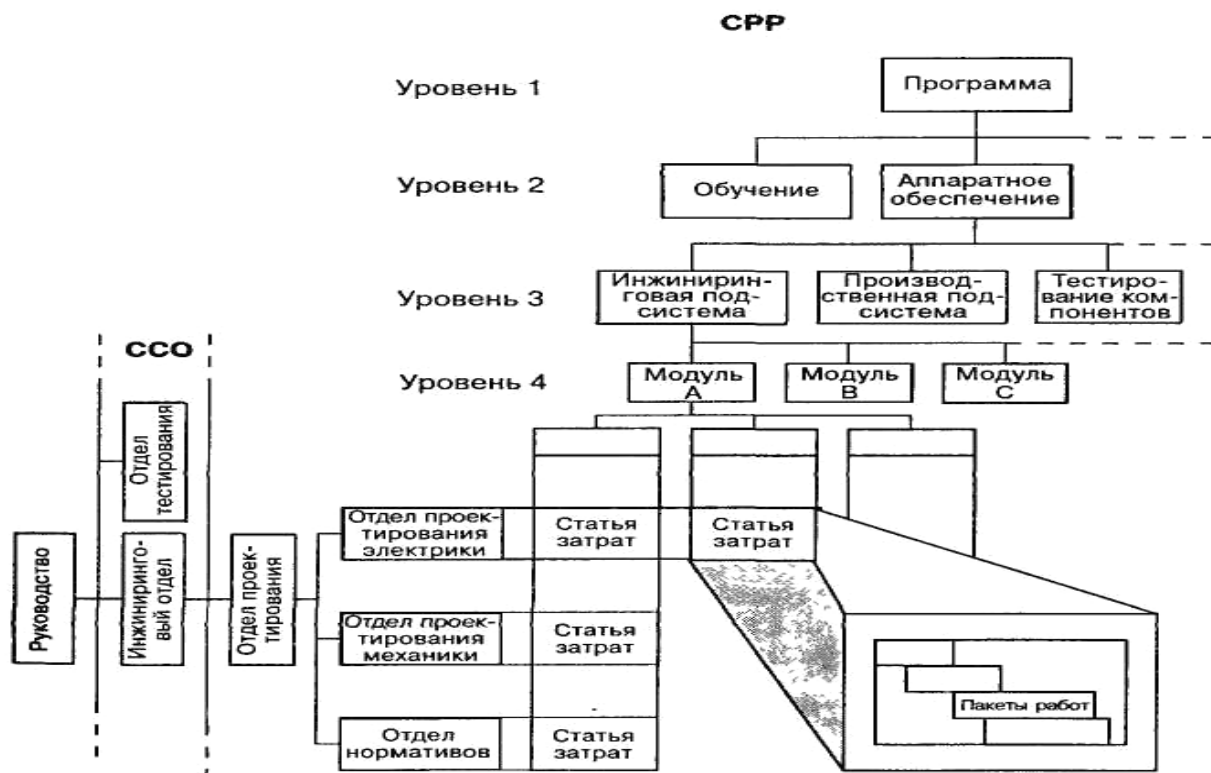 СРР
Уровень 1
Программа
Уровень 2
Обучение
Аппаратное
обеспечение
Уровень 3
Инжинирин-
говая под-
система
Производ-
ственная под-
система
Тестиро-
вание ком-
понентов
ССО
Уровень 4
Модуль
А
Модуль
В
Модуль
С
Отдел
тестирования
Руководство
Инжиниринго-
вый отдел
Отдел проек-
тирования
Отдел проек-
тирования
электрики
Статья
затрат
Статья
затрат
Отдел проек-
тирования
механики
Статья
затрат
Пакеты работ
Отдел
нормативов
Статья
затрат